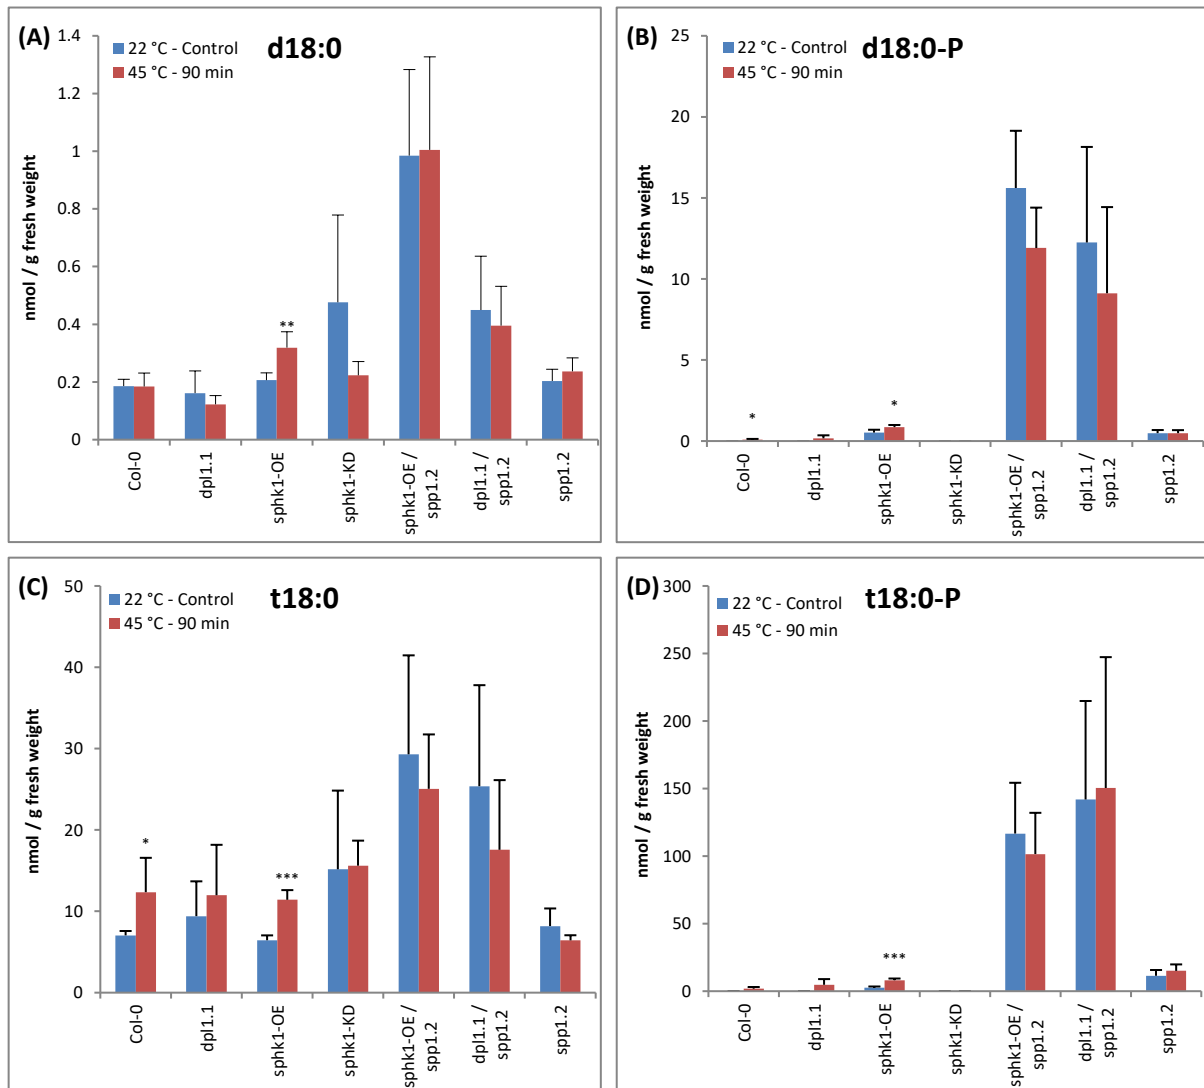 (A)
d18:0
22 °C - Control
45 °C - 90 min
nmol / g fresh weight
1.4
1.2
1
0.8
0.6
0.4
0.2
0
**
Col-0
dpl1.1
sphk1-OE
sphk1-KD
sphk1-OE /
spp1.2
dpl1.1 /
spp1.2
spp1.2
(B)
d18:0-P
22 °C - Control
45 °C - 90 min
nmol / g fresh weight
25
20
15
10
5
0
*
*
Col-0
dpl1.1
sphk1-OE
sphk1-KD
sphk1-OE /
spp1.2
dpl1.1 /
spp1.2
spp1.2
(C)
t18:0
22 °C - Control
45 °C - 90 min
nmol / g fresh weight
50
40
30
20
10
0
*
***
Col-0
dpl1.1
sphk1-OE
sphk1-KD
sphk1-OE /
spp1.2
dpl1.1 /
spp1.2
spp1.2
(D)
t18:0-P
22 °C - Control
45 °C - 90 min
nmol / g fresh weight
300
250
200
150
100
50
0
***
Col-0
dpl1.1
sphk1-OE
sphk1-KD
sphk1-OE /
spp1.2
dpl1.1 /
spp1.2
spp1.2